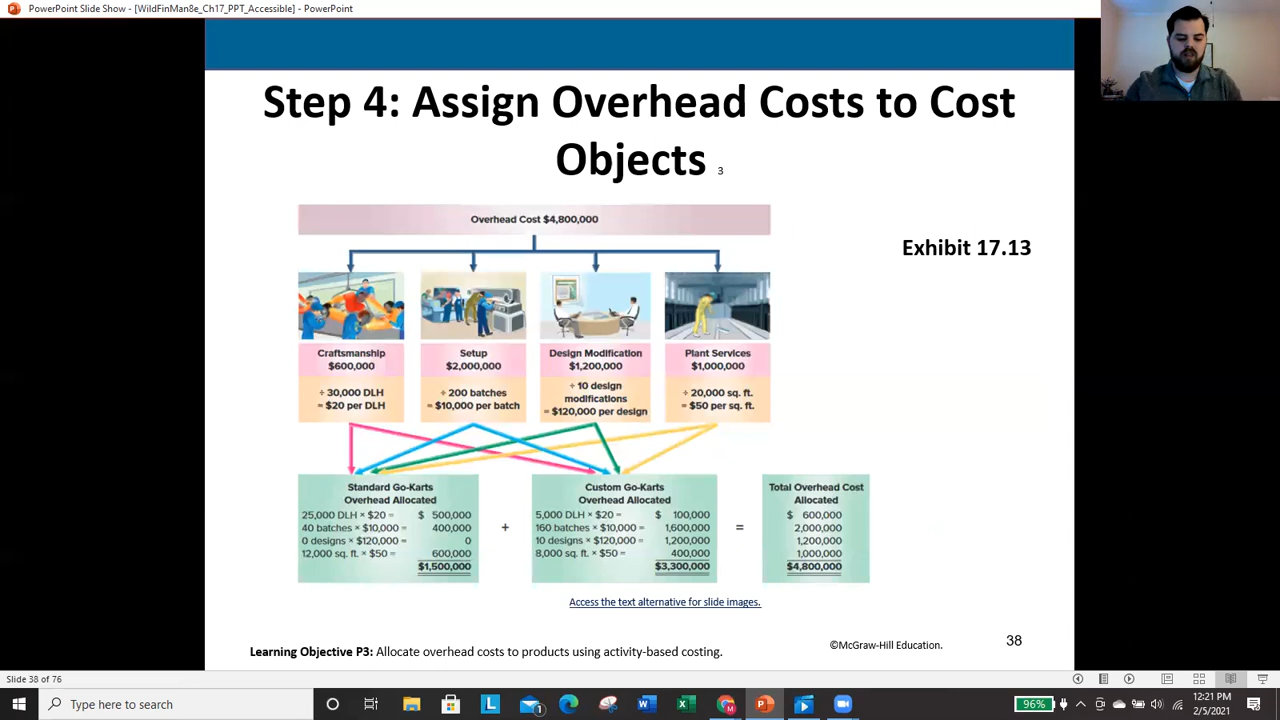 PowerPoint Slide Show - [WildFinMan8e_Ch17_PPT_Accessible] - PowerPoint
Step 4: Assign Overhead Costs to Cost
Objects 3
Overhead Cost $4,800,000
Exhibit 17.13
Craftsmanship
$600,000
÷ 30,000 DLH
= $20 per DLH
Setup
$2,000,000
÷ 200 batches
= $10,000 per batch
Design Modification
$1,200,000
÷ 10 design
modifications
= $120,000 per design
Plant Services
$1,000,000
÷ 20,000 sq. ft.
= $50 per sq. ft.
Standard Go-Karts
Overhead Allocated
25,000 DLH × $20 = $ 500,000
40 batches × $10,000 = 400,000
0 designs × $120,000 = 0
12,000 sq. ft. × $50 = 600,000
$1,500,000
+
Custom Go-Karts
Overhead Allocated
5,000 DLH × $20 = $ 100,000
160 batches × $10,000 = 1,600,000
10 designs × $120,000 = 1,200,000
8,000 sq. ft. × $50 = 400,000
$3,300,000
=
Total Overhead Cost
Allocated
$ 600,000
2,000,000
1,200,000
1,000,000
$4,800,000
Access the text alternative for slide images.
Learning Objective P3: Allocate overhead costs to products using activity-based costing.
©McGraw-Hill Education.
38
Slide 38 of 76
Type here to search
96%
12:21 PM
2/5/2021